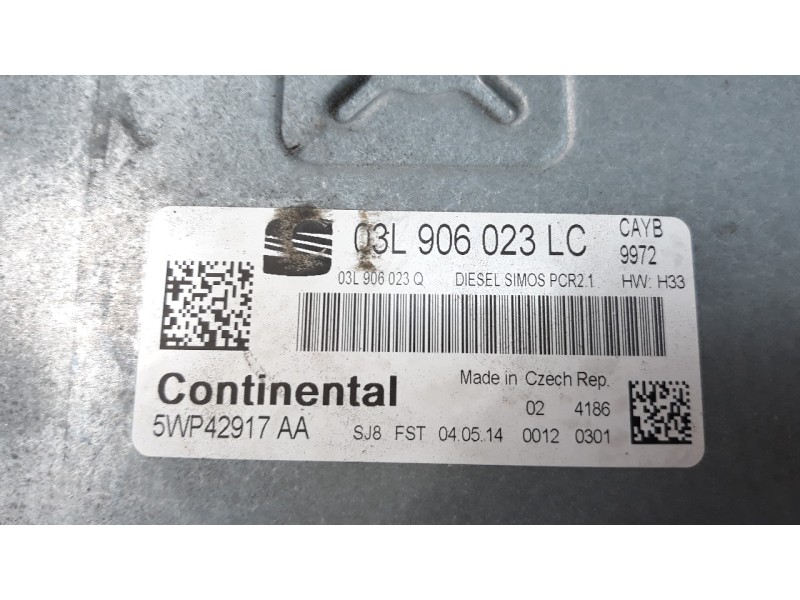 03L 906 023 LC CAYB
03L 906 023 Q DIESEL SIMOS PCR2.1 9972
HW: H33
Continental Made in Czech Rep.
02 4186
5WP42917 AA SJ8 FST 04.05.14 0012 0301